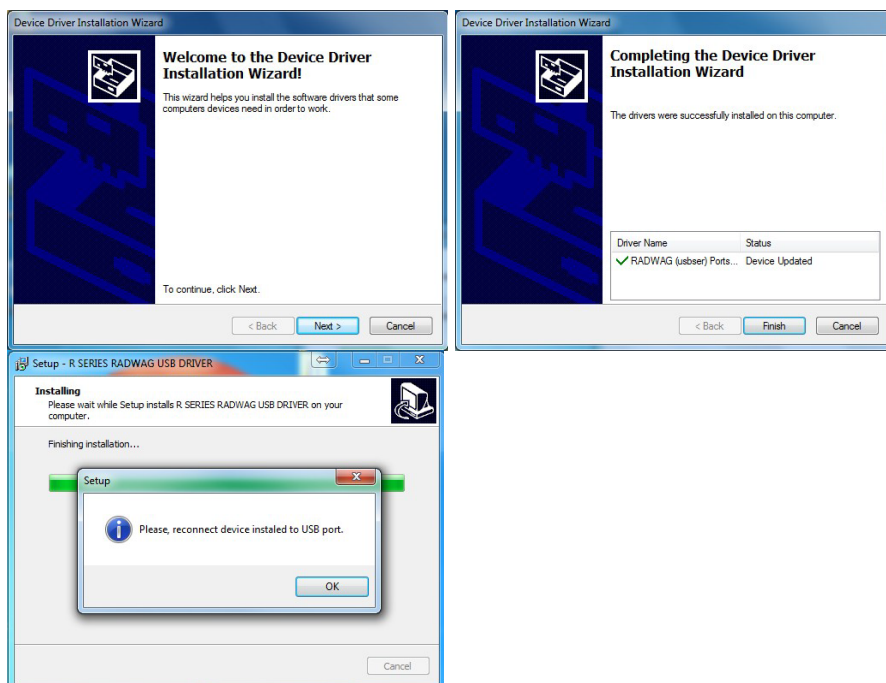 Device Driver Installation Wizard
Welcome to the Device Driver
Installation Wizard!
This wizard helps you install the software drivers that some
computers devices need in order to work.
To continue, click Next.
< Back
Next >
Cancel
Device Driver Installation Wizard
Completing the Device Driver
Installation Wizard
The drivers were successfully installed on this computer.
Driver Name Status
RADWAG (usbser) Ports... Device Updated
< Back
Finish
Cancel
Setup - R SERIES RADWAG USB DRIVER
Installing
Please wait while Setup installs R SERIES RADWAG USB DRIVER on your
computer.
Finishing installation...
Setup
Please, reconnect device instaled to USB port.
OK
Cancel